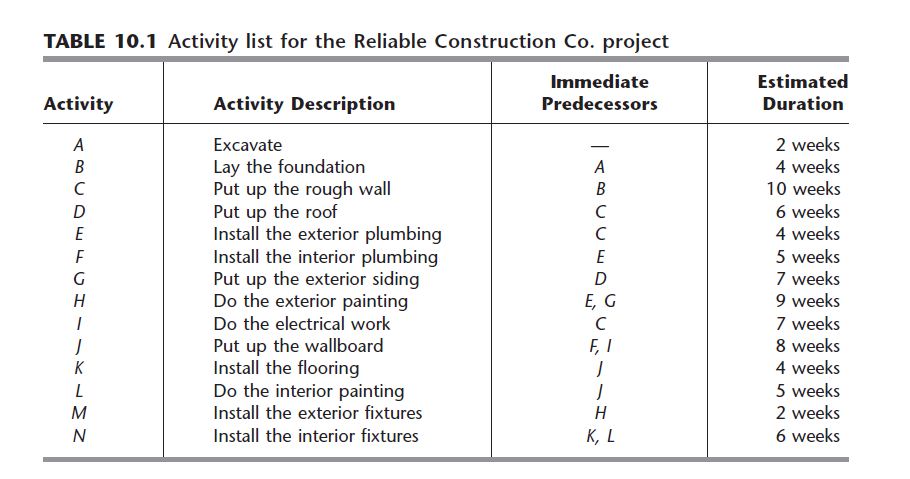 TABLE 10.1 Activity list for the Reliable Construction Co. project
Activity Activity Description Immediate Predecessors Estimated Duration
A Excavate — 2 weeks
B Lay the foundation A 4 weeks
C Put up the rough wall B 10 weeks
D Put up the roof C 6 weeks
E Install the exterior plumbing C 4 weeks
F Install the interior plumbing E 5 weeks
G Put up the exterior siding D 7 weeks
H Do the exterior painting E, G 9 weeks
I Do the electrical work C 7 weeks
J Put up the wallboard F, I 8 weeks
K Install the flooring J 4 weeks
L Do the interior painting J 5 weeks
M Install the exterior fixtures H 2 weeks
N Install the interior fixtures K, L 6 weeks